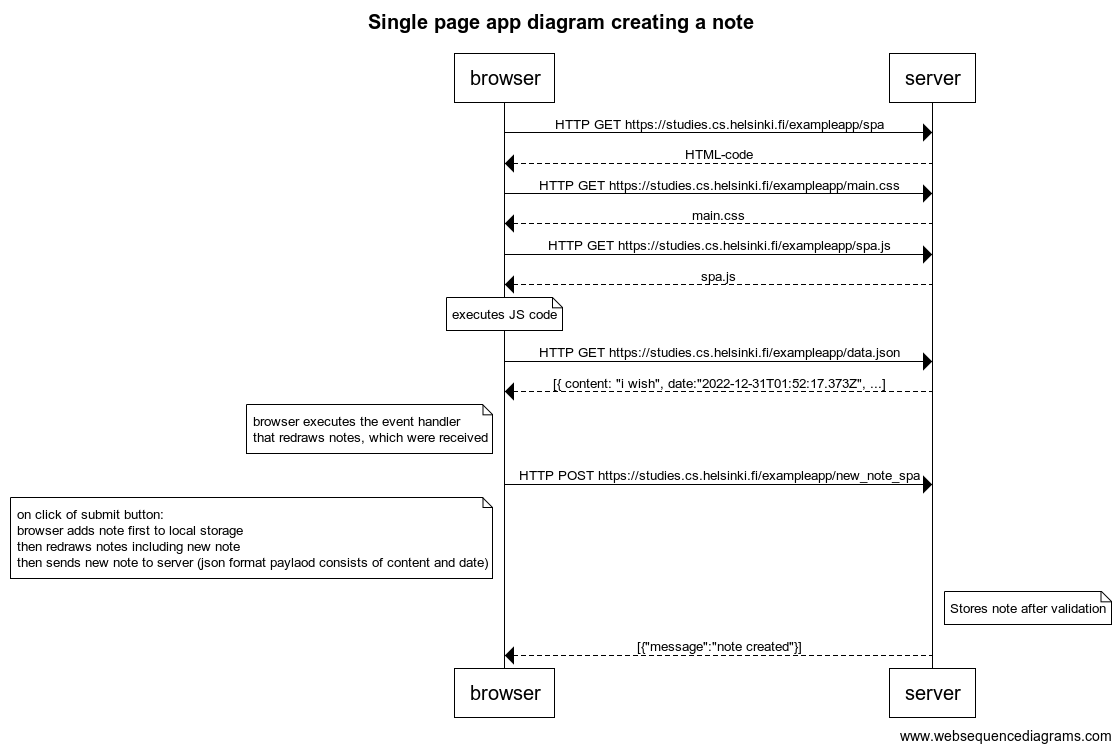 Single page app diagram creating a note
browser
server
HTTP GET https://studies.cs.helsinki.fi/exampleapp/spa
HTML-code
HTTP GET https://studies.cs.helsinki.fi/exampleapp/main.css
main.css
HTTP GET https://studies.cs.helsinki.fi/exampleapp/spa.js
spa.js
executes JS code
HTTP GET https://studies.cs.helsinki.fi/exampleapp/data.json
[{ content: "i wish", date:"2022-12-31T01:52:17.373Z", ...]
browser executes the event handler
that redraws notes, which were received
HTTP POST https://studies.cs.helsinki.fi/exampleapp/new_note_spa
on click of submit button:
browser adds note first to local storage
then redraws notes including new note
then sends new note to server (json format paylaod consists of content and date)
Stores note after validation
[{"message":"note created"}]
browser
server
www.websequencediagrams.com